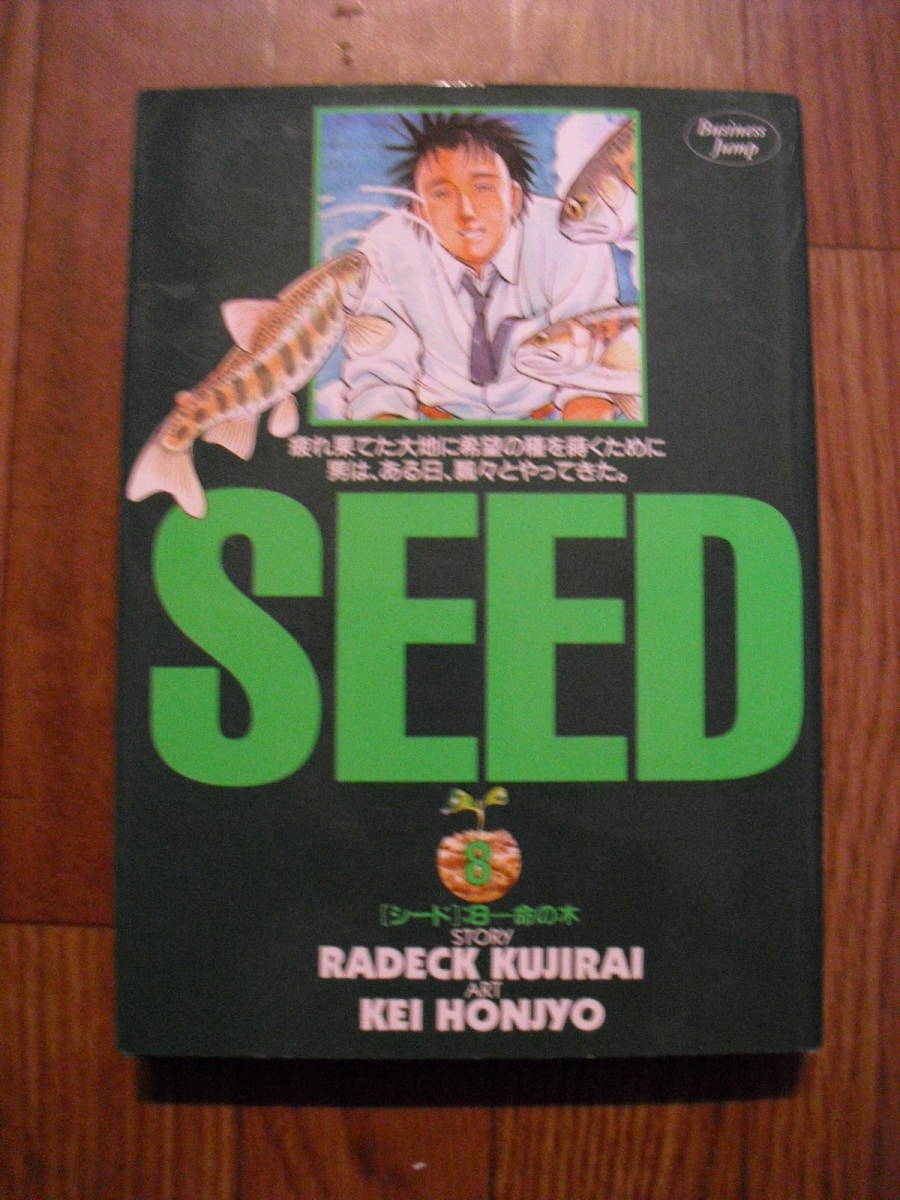 Business
Jump
疲れ果てた大地に希望の種を蒔くために
男は、ある日、飄々とやってきた。
SEED
8
[シード]:8―命の木
STORY
RADECK KUJIRAI
ART
KEI HONJYO